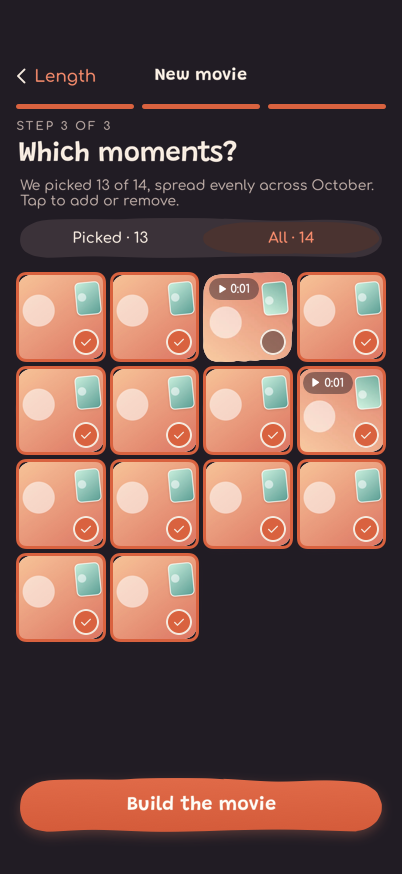 Length
New movie
STEP 3 OF 3
Which moments?
We picked 13 of 14, spread evenly across October.
Tap to add or remove.
Picked · 13
All · 14
0:01
0:01
Build the movie